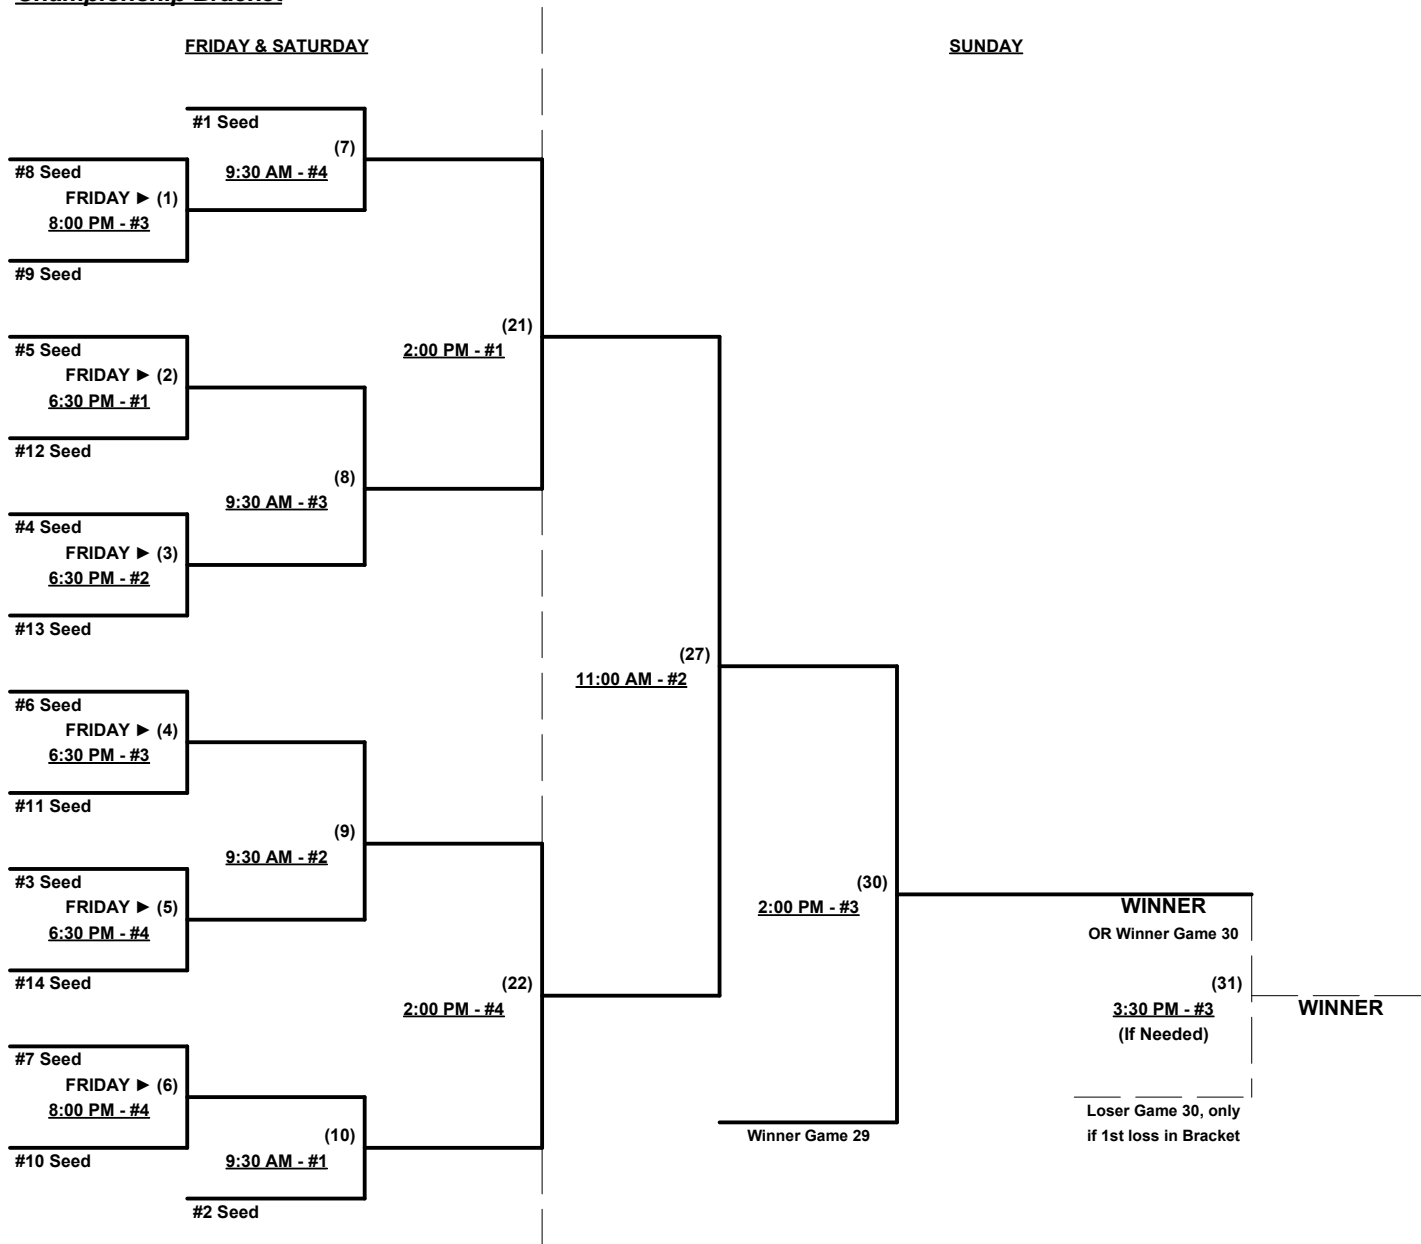 Championship Bracket
FRIDAY & SATURDAY
SUNDAY
#1 Seed
(7)
9:30 AM - #4
#8 Seed
FRIDAY ► (1)
8:00 PM - #3
#9 Seed
(21)
2:00 PM - #1
#5 Seed
FRIDAY ► (2)
6:30 PM - #1
#12 Seed
(8)
9:30 AM - #3
#4 Seed
FRIDAY ► (3)
6:30 PM - #2
#13 Seed
(27)
11:00 AM - #2
#6 Seed
FRIDAY ► (4)
6:30 PM - #3
#11 Seed
(9)
9:30 AM - #2
#3 Seed
FRIDAY ► (5)
6:30 PM - #4
#14 Seed
(30)
2:00 PM - #3
WINNER
OR Winner Game 30
(31)
3:30 PM - #3
(If Needed)
WINNER
(22)
2:00 PM - #4
#7 Seed
FRIDAY ► (6)
8:00 PM - #4
#10 Seed
(10)
9:30 AM - #1
#2 Seed
Winner Game 29
Loser Game 30, only
if 1st loss in Bracket